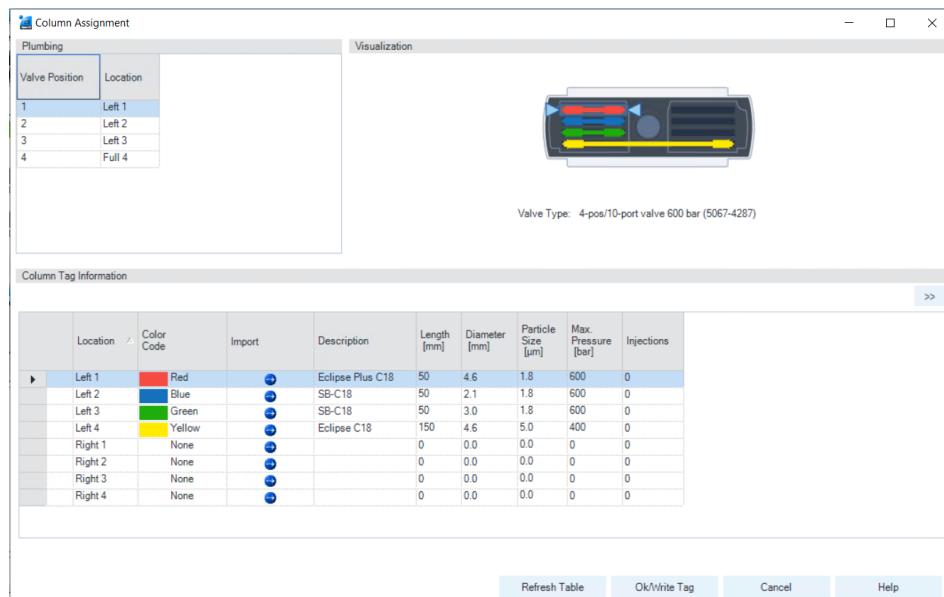 Column Assignment
Plumbing
Valve Position Location
1 Left 1
2 Left 2
3 Left 3
4 Full 4
Visualization
Valve Type: 4-pos/10-port valve 600 bar (5067-4287)
Column Tag Information
>>
Location Color Code Import Description Length [mm] Diameter [mm] Particle Size [µm] Max. Pressure [bar] Injections
Left 1 Red Eclipse Plus C18 50 4.6 1.8 600 0
Left 2 Blue SB-C18 50 2.1 1.8 600 0
Left 3 Green SB-C18 50 3.0 1.8 600 0
Left 4 Yellow Eclipse C18 150 4.6 5.0 400 0
Right 1 None 0 0.0 0.0 0 0
Right 2 None 0 0.0 0.0 0 0
Right 3 None 0 0.0 0.0 0 0
Right 4 None 0 0.0 0.0 0 0
Refresh Table Ok/Write Tag Cancel Help